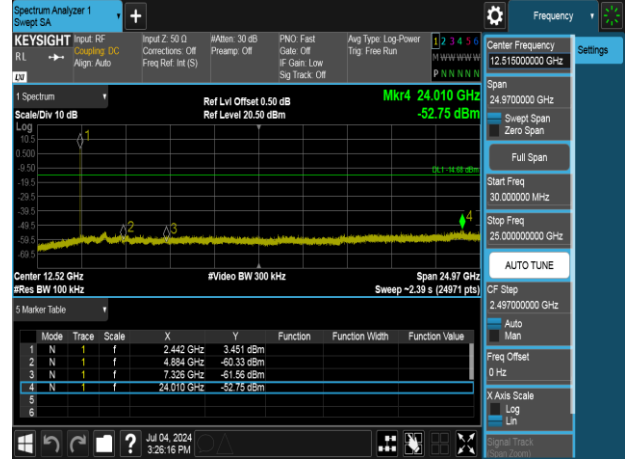 Spectrum Analyzer 1
Swept SA
Frequency
KEYSIGHT Input: RF Input Z: 50 Ω #Atten: 30 dB PNO: Fast Avg Type: Log-Power 1 2 3 4 5 6
RL Coupling: DC Corrections: Off Preamp: Off Gate: Off Trig: Free Run M W W W W W
Align: Auto Freq Ref: Int (S) IF Gain: Low
Sig Track: Off P N N N N N
LXI
1 Spectrum
Ref Lvl Offset 0.50 dB Mkr4 24.010 GHz
Scale/Div 10 dB Ref Level 20.50 dBm -52.75 dBm
Log
10.5
0.500
-9.50
-19.5
-29.5
-39.5
-49.5
-59.5
-69.5
1
2
3
4
DL1 -14.68 dBm
Center 12.52 GHz #Video BW 300 kHz Span 24.97 GHz
#Res BW 100 kHz Sweep ~2.39 s (24971 pts)
5 Marker Table
Mode Trace Scale X Y Function Function Width Function Value
1 N 1 f 2.442 GHz 3.451 dBm
2 N 1 f 4.884 GHz -60.33 dBm
3 N 1 f 7.326 GHz -61.56 dBm
4 N 1 f 24.010 GHz -52.75 dBm
5
6
Jul 04, 2024
3:26:16 PM
Center Frequency
12.515000000 GHz
Settings
Span
24.9700000 GHz
Swept Span
Zero Span
Full Span
Start Freq
30.000000 MHz
Stop Freq
25.000000000 GHz
AUTO TUNE
CF Step
2.497000000 GHz
Auto
Man
Freq Offset
0 Hz
X Axis Scale
Log
Lin
Signal Track
(Span Zoom)